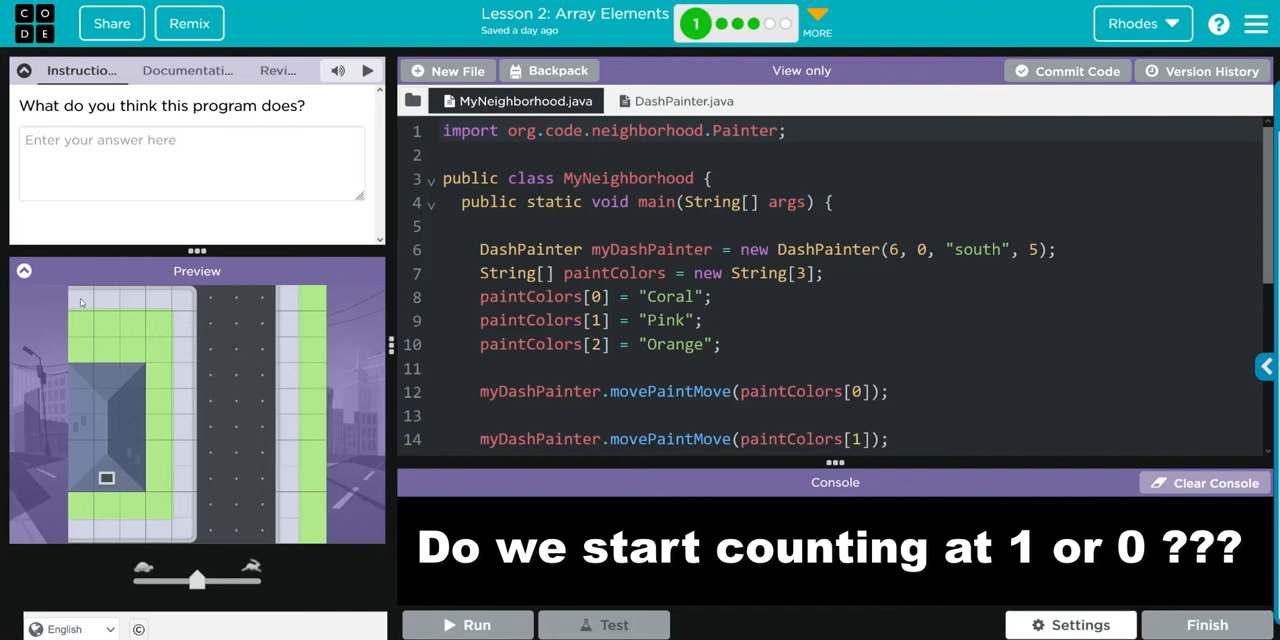 CODE
Share
Remix
Lesson 2: Array Elements
Saved a day ago
1
MORE
Rhodes
?
Instructio...
Documentati...
Revi...
New File
Backpack
View only
Commit Code
Version History
MyNeighborhood.java
DashPainter.java
What do you think this program does?
Enter your answer here
1 import org.code.neighborhood.Painter;
2
3 public class MyNeighborhood {
4 public static void main(String[] args) {
5
6 DashPainter myDashPainter = new DashPainter(6, 0, "south", 5);
7 String[] paintColors = new String[3];
8 paintColors[0] = "Coral";
9 paintColors[1] = "Pink";
10 paintColors[2] = "Orange";
11
12 myDashPainter.movePaintMove(paintColors[0]);
13
14 myDashPainter.movePaintMove(paintColors[1]);
Preview
Console
Clear Console
Do we start counting at 1 or 0 ???
English
©
Run
Test
Settings
Finish